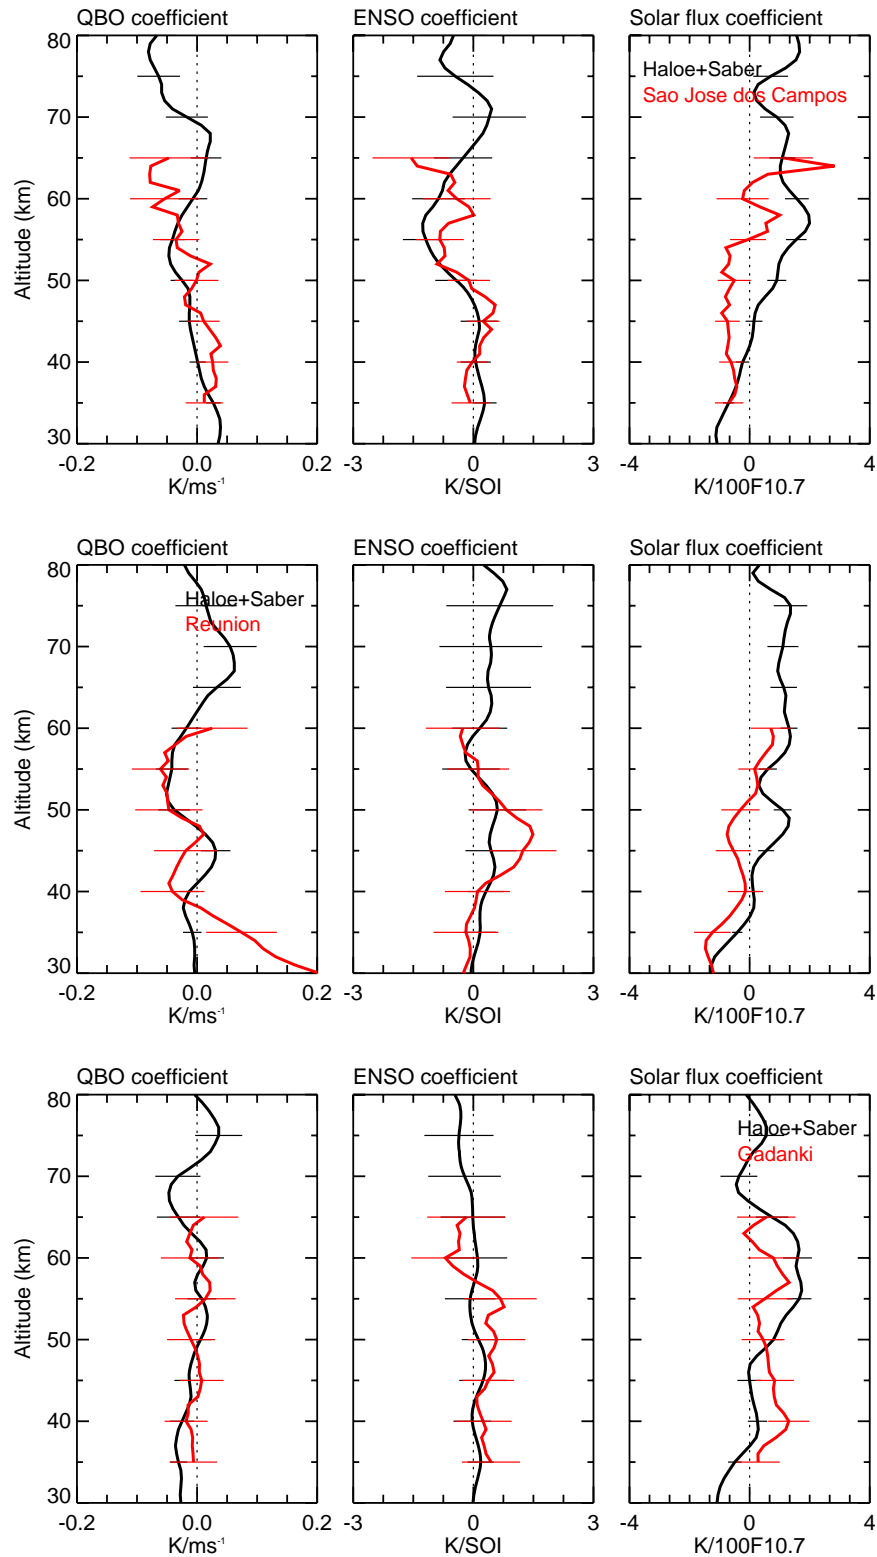 QBO coefficient ENSO coefficient Solar flux coefficient
80
70
60
50
40
30
Altitude (km)
Haloe+Saber
Sao Jose dos Campos
-0.2 0.0 0.2 -3 0 3 -4 0 4
K/ms⁻¹ K/SOI K/100F10.7
QBO coefficient ENSO coefficient Solar flux coefficient
80
70
60
50
40
30
Altitude (km)
Haloe+Saber
Reunion
-0.2 0.0 0.2 -3 0 3 -4 0 4
K/ms⁻¹ K/SOI K/100F10.7
QBO coefficient ENSO coefficient Solar flux coefficient
80
70
60
50
40
30
Altitude (km)
Haloe+Saber
Gadanki
-0.2 0.0 0.2 -3 0 3 -4 0 4
K/ms⁻¹ K/SOI K/100F10.7